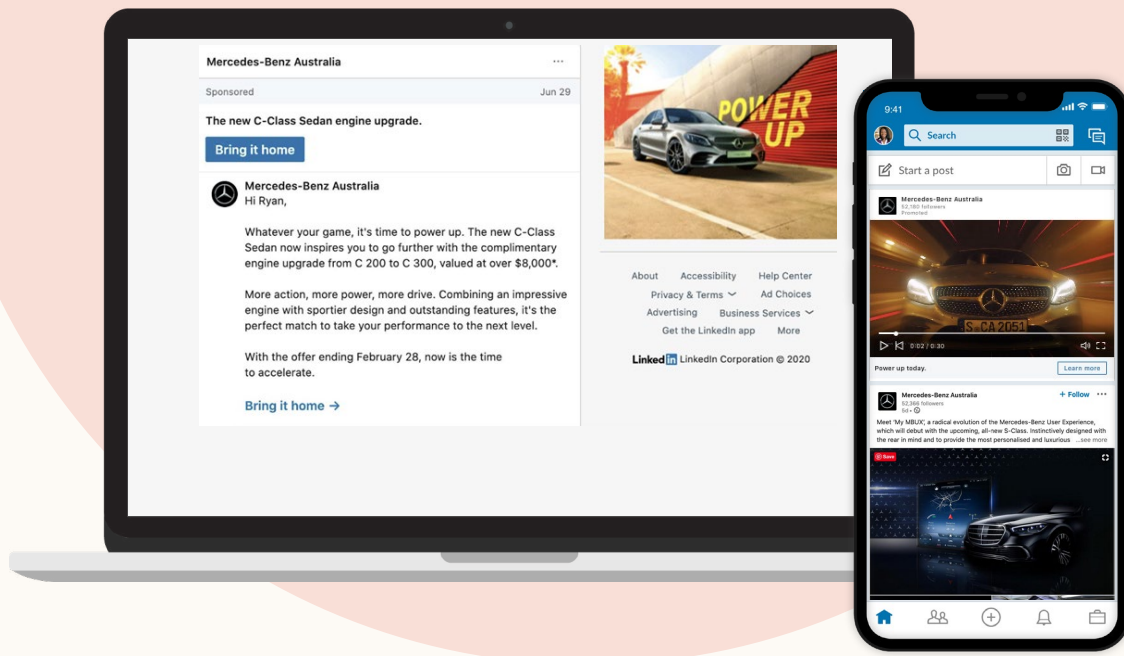 Mercedes-Benz Australia
Sponsored Jun 29
The new C-Class Sedan engine upgrade.
Bring it home
Mercedes-Benz Australia
Hi Ryan,
Whatever your game, it's time to power up. The new C-Class
Sedan now inspires you to go further with the complimentary
engine upgrade from C 200 to C 300, valued at over $8,000*.
More action, more power, more drive. Combining an impressive
engine with sportier design and outstanding features, it's the
perfect match to take your performance to the next level.
With the offer ending February 28, now is the time
to accelerate.
Bring it home →
POWER
UP
About Accessibility Help Center
Privacy & Terms Ad Choices
Advertising Business Services
Get the LinkedIn app More
LinkedIn LinkedIn Corporation © 2020
9:41
Search
Start a post
Mercedes-Benz Australia
52,180 followers
Promoted
S·CA 2051
0:02 / 0:30
Power up today. Learn more
Mercedes-Benz Australia + Follow
52,366 followers
5d •
Meet 'My MBUX', a radical evolution of the Mercedes-Benz User Experience,
which will debut with the upcoming, all-new S-Class. Instinctively designed with
the rear in mind and to provide the most personalised and luxurious ...see more
Save